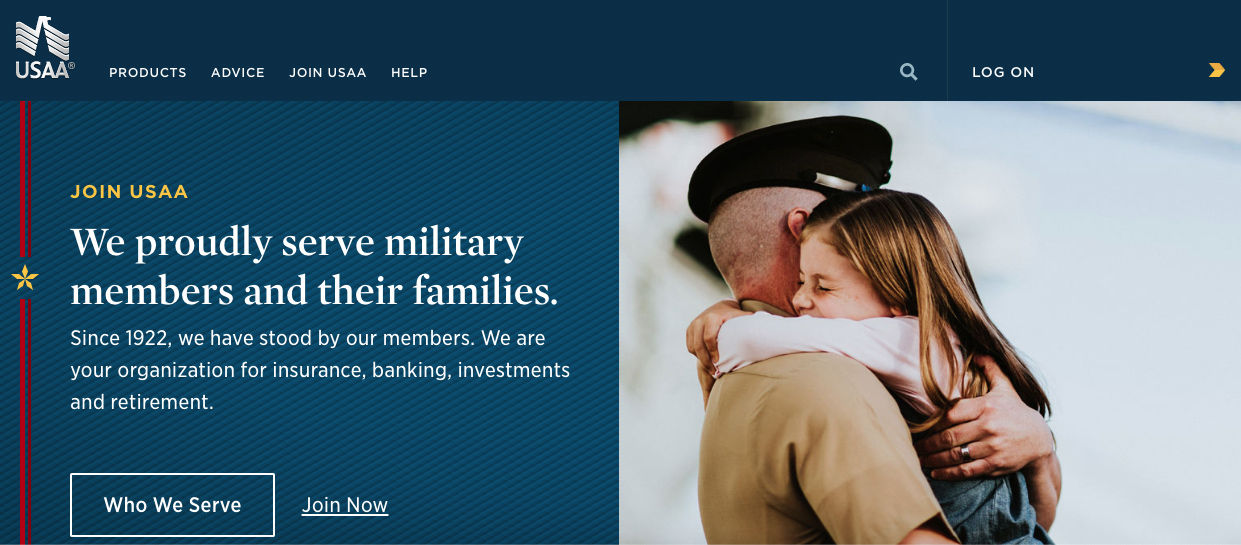 USAA®
PRODUCTS ADVICE JOIN USAA HELP
LOG ON
JOIN USAA
We proudly serve military
members and their families.
Since 1922, we have stood by our members. We are
your organization for insurance, banking, investments
and retirement.
Who We Serve Join Now